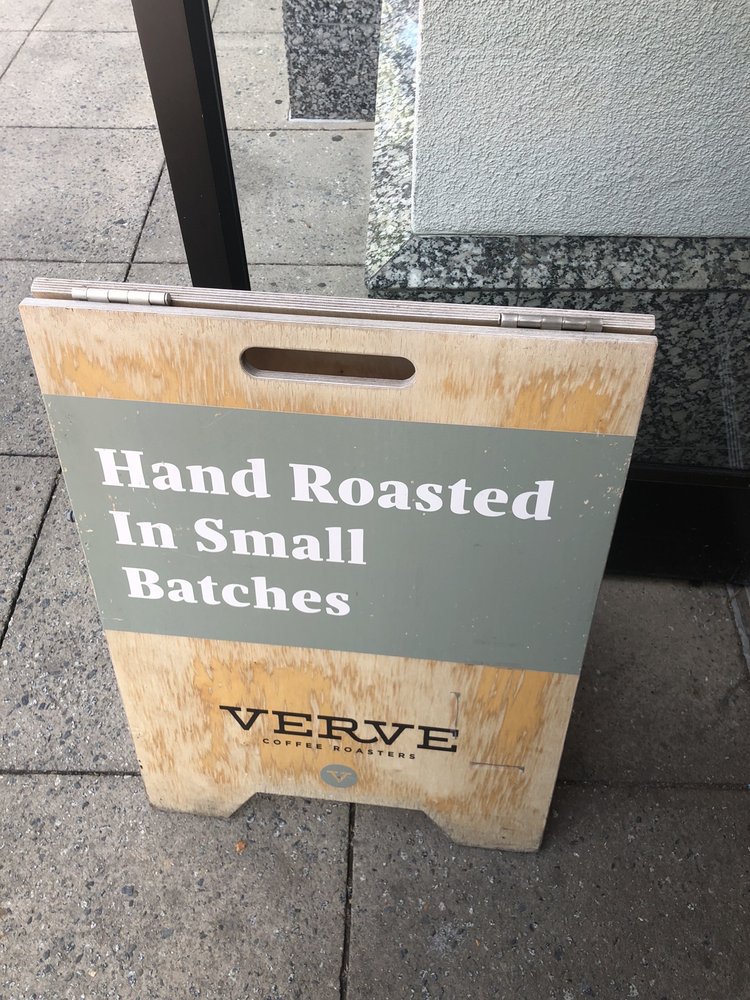 Hand Roasted
In Small
Batches
VERVE
COFFEE ROASTERS
V